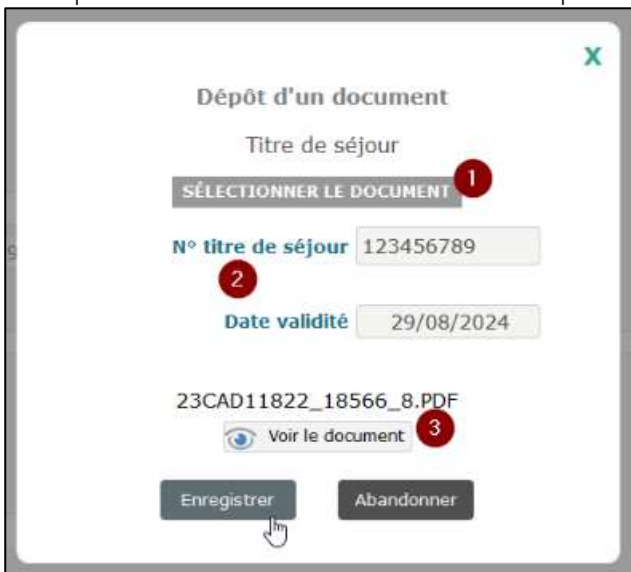 X
Dépôt d'un document
Titre de séjour
SÉLECTIONNER LE DOCUMENT 1
N° titre de séjour 123456789
2
Date validité 29/08/2024
23CAD11822_18566_8.PDF
Voir le document 3
Enregistrer Abandonner